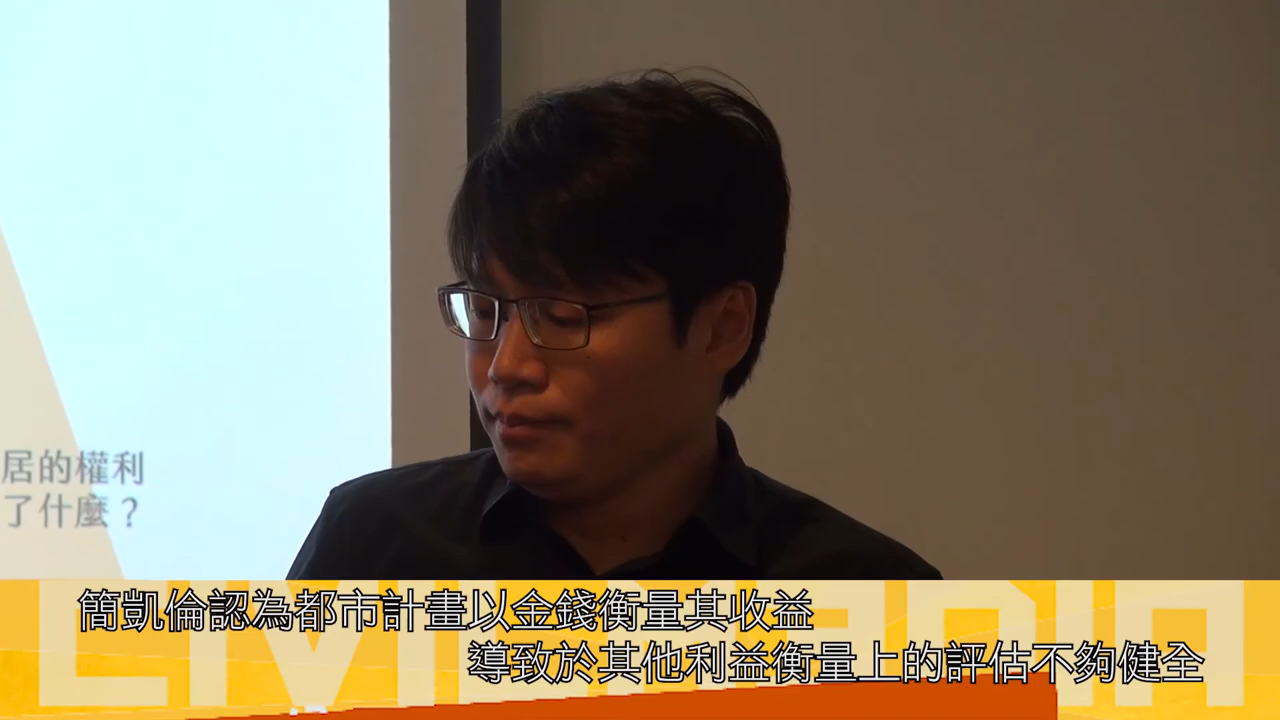 居的權利
了什麼？
簡凱倫認為都市計畫以金錢衡量其收益
導致於其他利益衡量上的評估不夠健全